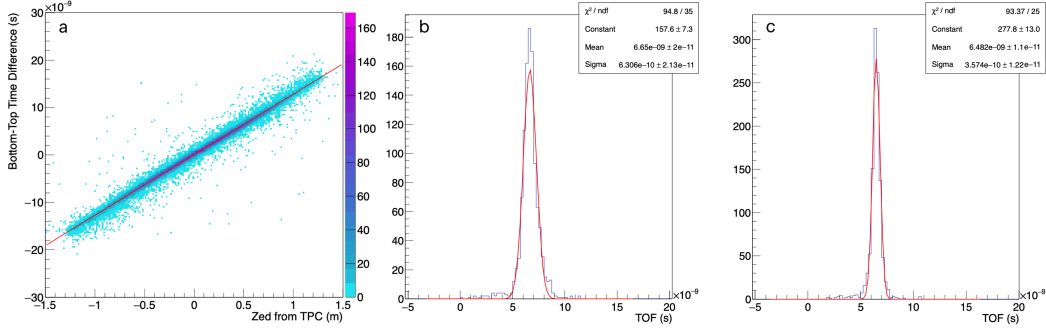 ×10⁻⁹
a
Bottom-Top Time Difference (s)
30
20
10
0
−10
−20
−30
−1.5 −1 −0.5 0 0.5 1 1.5
Zed from TPC (m)
160
140
120
100
80
60
40
20
0
b
χ² / ndf 94.8 / 35
Constant 157.6 ± 7.3
Mean 6.65e−09 ± 2e−11
Sigma 6.306e−10 ± 2.13e−11
180
160
140
120
100
80
60
40
20
0
−5 0 5 10 15 20
×10⁻⁹
TOF (s)
c
χ² / ndf 93.37 / 25
Constant 277.8 ± 13.0
Mean 6.482e−09 ± 1.1e−11
Sigma 3.574e−10 ± 1.22e−11
300
250
200
150
100
50
0
−5 0 5 10 15 20
×10⁻⁹
TOF (s)